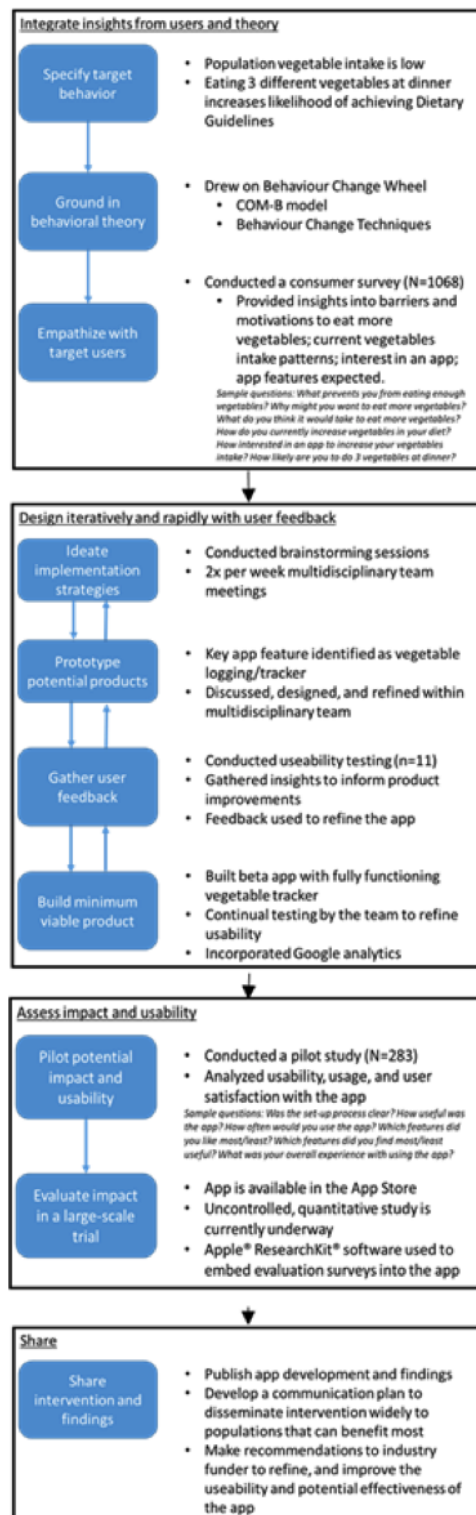 Integrate insights from users and theory
Specify target
behavior
• Population vegetable intake is low
• Eating 3 different vegetables at dinner
increases likelihood of achieving Dietary
Guidelines
Ground in
behavioral theory
• Drew on Behaviour Change Wheel
• COM-B model
• Behaviour Change Techniques
Empathize with
target users
• Conducted a consumer survey (N=1068)
• Provided insights into barriers and
motivations to eat more
vegetables; current vegetables
intake patterns; interest in an app;
app features expected.
Sample questions: What prevents you from eating enough
vegetables? Why might you want to eat more vegetables?
What do you think it would take to eat more vegetables?
How do you currently increase vegetables in your diet?
How interested in an app to increase your vegetables
intake? How likely are you to do 3 vegetables at dinner?
Design iteratively and rapidly with user feedback
Ideate
implementation
strategies
• Conducted brainstorming sessions
• 2x per week multidisciplinary team
meetings
Prototype
potential products
• Key app feature identified as vegetable
logging/tracker
• Discussed, designed, and refined within
multidisciplinary team
Gather user
feedback
• Conducted useability testing (n=11)
• Gathered insights to inform product
improvements
• Feedback used to refine the app
Build minimum
viable product
• Built beta app with fully functioning
vegetable tracker
• Continual testing by the team to refine
usability
• Incorporated Google analytics
Assess impact and usability
Pilot potential
impact and
usability
• Conducted a pilot study (N=283)
• Analyzed usability, usage, and user
satisfaction with the app
Sample questions: Was the set-up process clear? How useful was
the app? How often would you use the app? Which features did
you like most/least? Which features did you find most/least
useful? What was your overall experience with using the app?
Evaluate impact
in a large-scale
trial
• App is available in the App Store
• Uncontrolled, quantitative study is
currently underway
• Apple® ResearchKit® software used to
embed evaluation surveys into the app
Share
Share
intervention and
findings
• Publish app development and findings
• Develop a communication plan to
disseminate intervention widely to
populations that can benefit most
• Make recommendations to industry
funder to refine, and improve the
useability and potential effectiveness of
the app